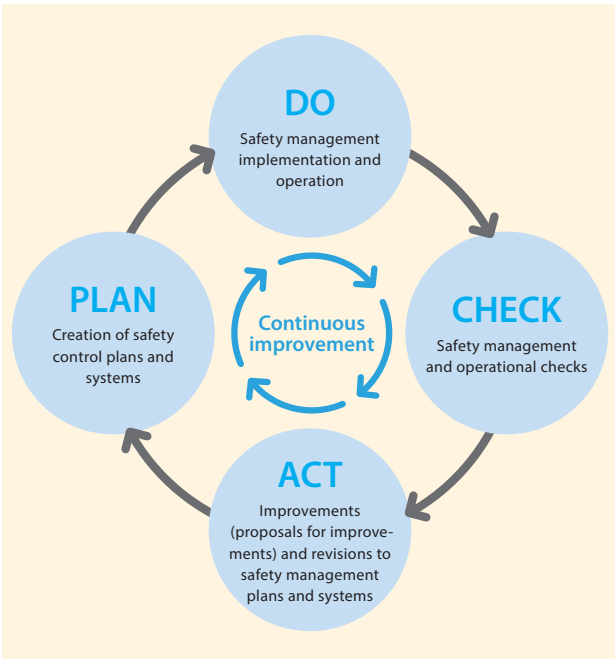 DO
Safety management
implementation and
operation
PLAN
Creation of safety
control plans and
systems
Continuous
improvement
CHECK
Safety management
and operational checks
ACT
Improvements
(proposals for improve-
ments) and revisions to
safety management
plans and systems